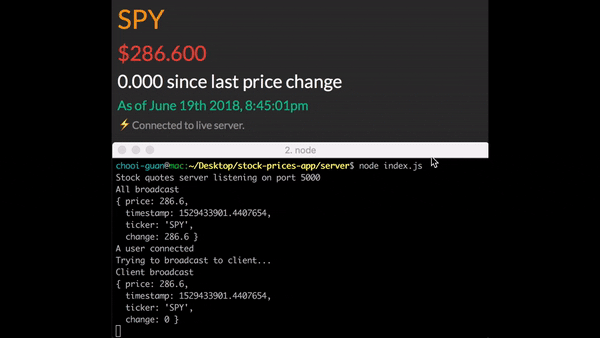 SPY
$286.600
0.000 since last price change
As of June 19th 2018, 8:45:01pm
⚡Connected to live server.
2. node
chooi-guan@mac:~/Desktop/stock-prices-app/server$ node index.js
Stock quotes server listening on port 5000
All broadcast
{ price: 286.6,
  timestamp: 1529433901.4407654,
  ticker: 'SPY',
  change: 286.6 }
A user connected
Trying to broadcast to client...
Client broadcast
{ price: 286.6,
  timestamp: 1529433901.4407654,
  ticker: 'SPY',
  change: 0 }